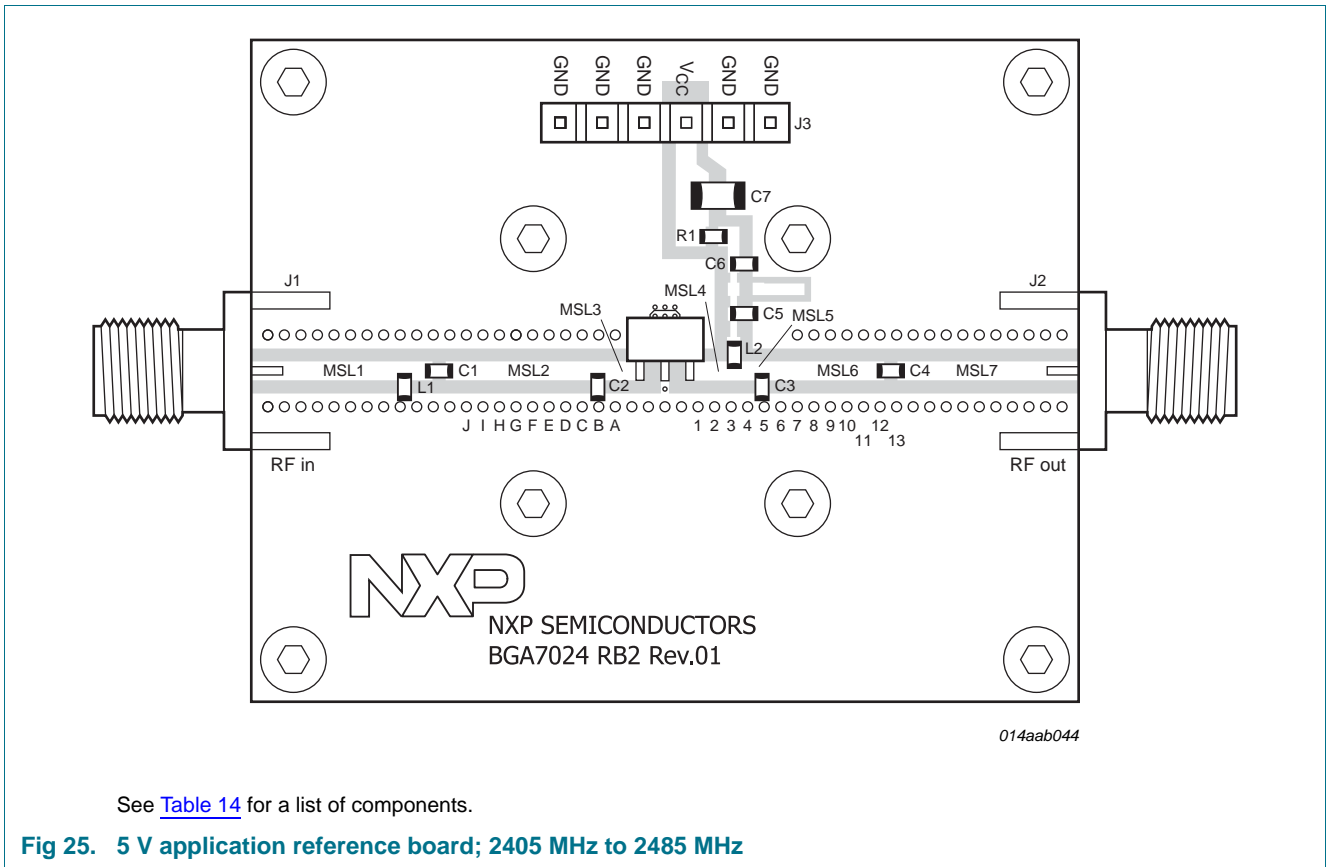 GND GND GND VCC GND GND
J3
C7
R1
C6
J1 J2
MSL4
MSL3 C5 MSL5
L2
MSL1 C1 MSL2 MSL6 C4 MSL7
L1 C2 C3
J I H G F E D C B A 1 2 3 4 5 6 7 8 9 10 12
11 13
RF in RF out
NXP
NXP SEMICONDUCTORS
BGA7024 RB2 Rev.01
014aab044
See Table 14 for a list of components.
Fig 25. 5 V application reference board; 2405 MHz to 2485 MHz